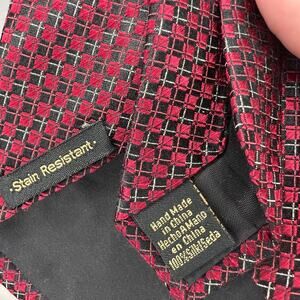 ·Stain Resistant·
Hand Made
in China
Hecho A Mano
en China
100% Silk/Seda